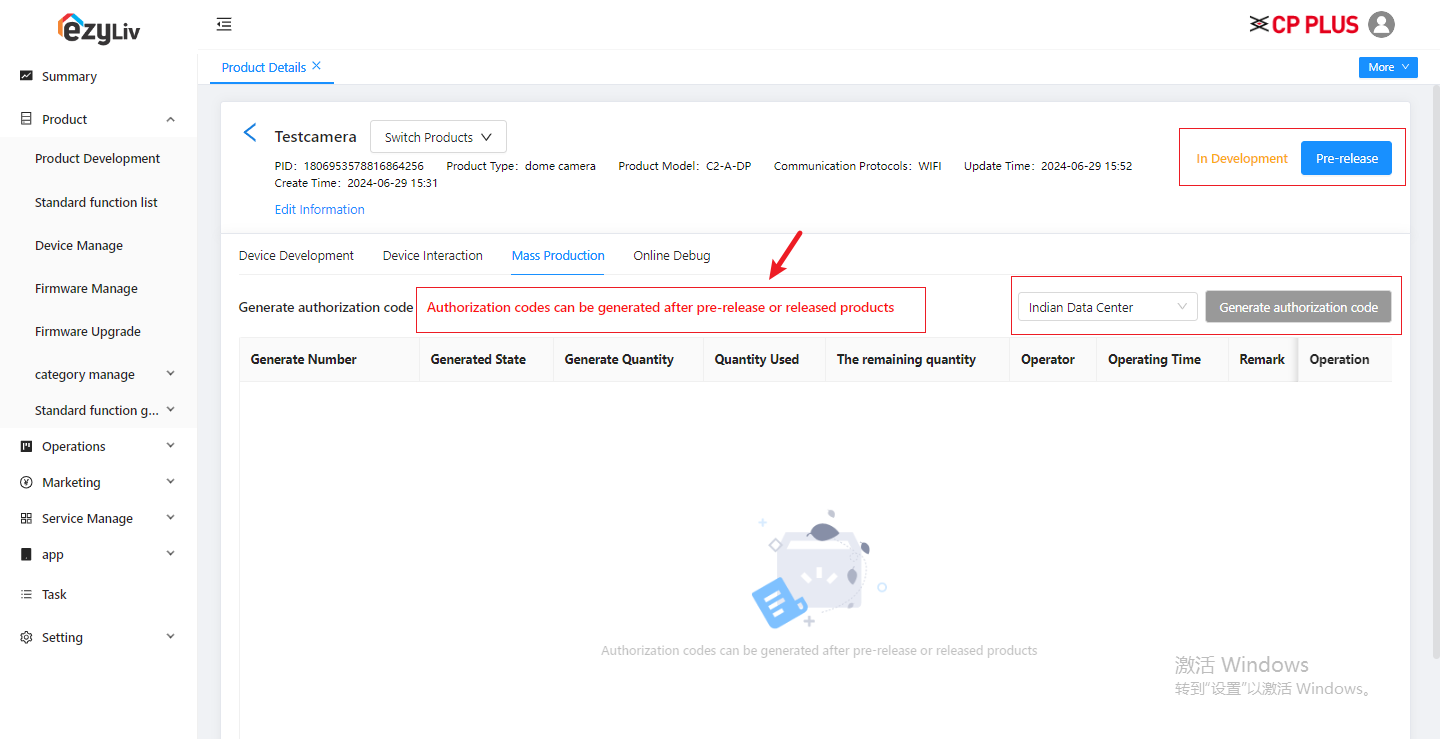 ezyLiv
CP PLUS
Summary
Product
Product Development
Standard function list
Device Manage
Firmware Manage
Firmware Upgrade
category manage
Standard function g...
Operations
Marketing
Service Manage
app
Task
Setting
Product Details
More
Testcamera
Switch Products
PID：1806953578816864256 Product Type：dome camera Product Model：C2-A-DP Communication Protocols：WIFI Update Time：2024-06-29 15:52
Create Time：2024-06-29 15:31
Edit Information
In Development
Pre-release
Device Development Device Interaction Mass Production Online Debug
Generate authorization code Authorization codes can be generated after pre-release or released products
Indian Data Center
Generate authorization code
Generate Number Generated State Generate Quantity Quantity Used The remaining quantity Operator Operating Time Remark Operation
Authorization codes can be generated after pre-release or released products
激活 Windows
转到"设置"以激活 Windows。